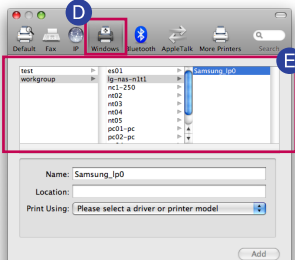 D
Default Fax IP Windows Bluetooth AppleTalk More Printers Search
E
test es01 Samsung_lp0
workgroup lg-nas-n1t1
nc1-250
nt02
nt03
nt04
nt05
pc01-pc
pc02-pc
Name: Samsung_lp0
Location:
Print Using: Please select a driver or printer model
Add